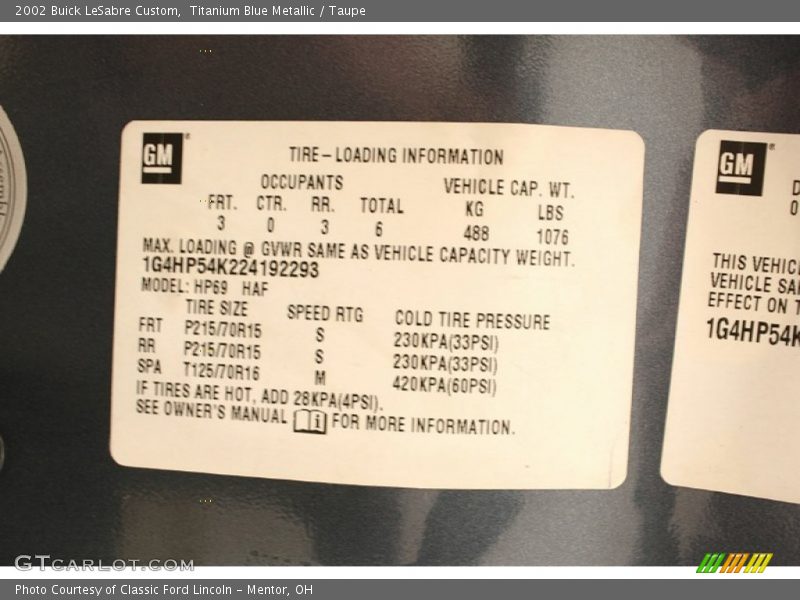 2002 Buick LeSabre Custom, Titanium Blue Metallic / Taupe
GM
TIRE-LOADING INFORMATION
OCCUPANTS VEHICLE CAP. WT.
FRT. CTR. RR. TOTAL KG LBS
3 0 3 6 488 1076
MAX. LOADING @ GVWR SAME AS VEHICLE CAPACITY WEIGHT.
1G4HP54K224192293
MODEL: HP69 HAF
TIRE SIZE SPEED RTG COLD TIRE PRESSURE
FRT P215/70R15 S 230KPA(33PSI)
RR P215/70R15 S 230KPA(33PSI)
SPA T125/70R16 M 420KPA(60PSI)
IF TIRES ARE HOT, ADD 28KPA(4PSI).
SEE OWNER'S MANUAL i FOR MORE INFORMATION.
GM
THIS VEHIC
VEHICLE SA
EFFECT ON T
1G4HP54K
GTCARLOT.COM
Photo Courtesy of Classic Ford Lincoln - Mentor, OH